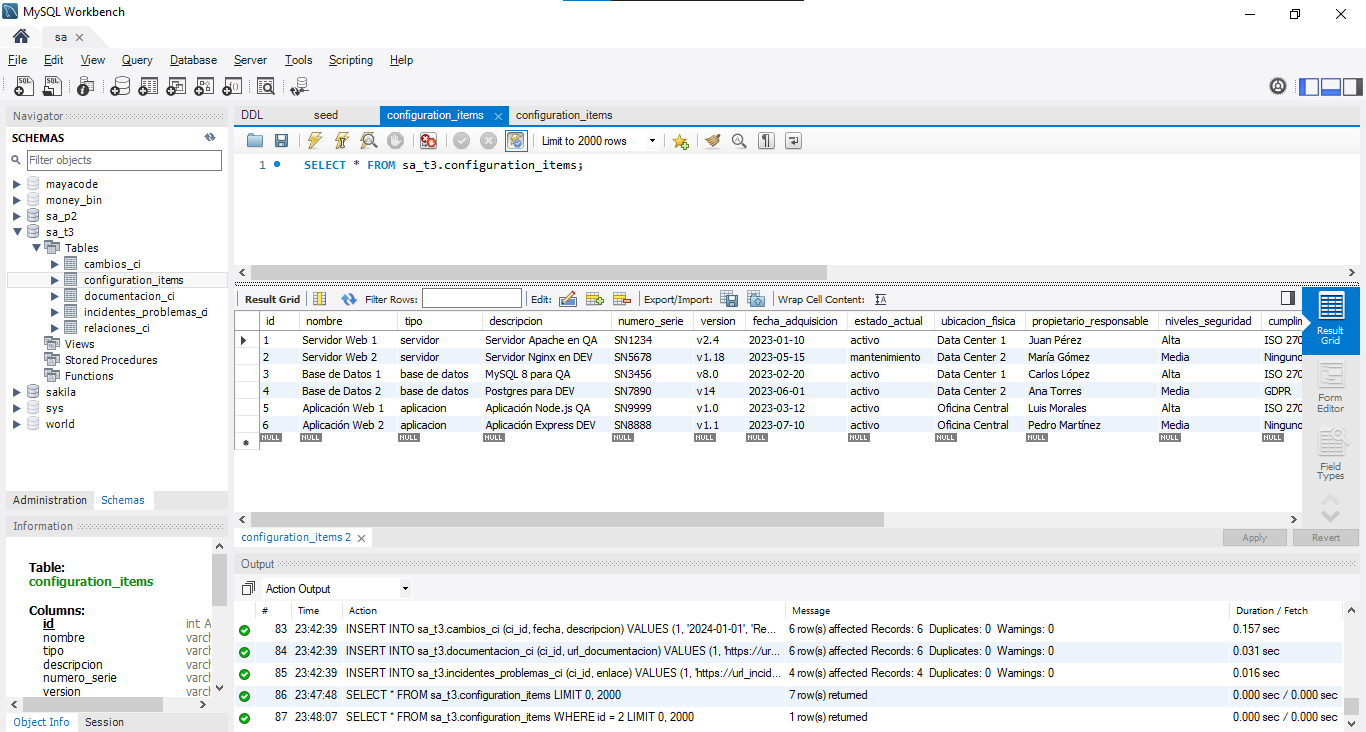 MySQL Workbench
sa
File Edit View Query Database Server Tools Scripting Help
Navigator
SCHEMAS
Filter objects
mayacode
money_bin
sa_p2
sa_t3
Tables
cambios_ci
configuration_items
documentacion_ci
incidentes_problemas_ci
relaciones_ci
Views
Stored Procedures
Functions
sakila
sys
world
Administration Schemas
Information
Table:
configuration_items
Columns:
id int A
nombre varch
tipo varch
descripcion varch
numero_serie varch
version varch
Object Info Session
DDL seed configuration_items configuration_items
Limit to 2000 rows
1 SELECT * FROM sa_t3.configuration_items;
Result Grid Filter Rows: Edit: Export/Import: Wrap Cell Content:
id nombre tipo descripcion numero_serie version fecha_adquisicion estado_actual ubicacion_fisica propietario_responsable niveles_seguridad cumplim
1 Servidor Web 1 servidor Servidor Apache en QA SN1234 v2.4 2023-01-10 activo Data Center 1 Juan Pérez Alta ISO 270
2 Servidor Web 2 servidor Servidor Nginx en DEV SN5678 v1.18 2023-05-15 mantenimiento Data Center 2 María Gómez Media Ninguno
3 Base de Datos 1 base de datos MySQL 8 para QA SN3456 v8.0 2023-02-20 activo Data Center 1 Carlos López Alta ISO 270
4 Base de Datos 2 base de datos Postgres para DEV SN7890 v14 2023-06-01 activo Data Center 2 Ana Torres Media GDPR
5 Aplicación Web 1 aplicacion Aplicación Node.js QA SN9999 v1.0 2023-03-12 activo Oficina Central Luis Morales Alta ISO 270
6 Aplicación Web 2 aplicacion Aplicación Express DEV SN8888 v1.1 2023-07-10 activo Oficina Central Pedro Martínez Media Ninguno
NULL NULL NULL NULL NULL NULL NULL NULL NULL NULL NULL NULL
Result
Grid
Form
Editor
Field
Types
configuration_items 2
Apply Revert
Output
Action Output
# Time Action Message Duration / Fetch
83 23:42:39 INSERT INTO sa_t3.cambios_ci (ci_id, fecha, descripcion) VALUES (1, '2024-01-01', 'Re... 6 row(s) affected Records: 6 Duplicates: 0 Warnings: 0 0.157 sec
84 23:42:39 INSERT INTO sa_t3.documentacion_ci (ci_id, url_documentacion) VALUES (1, 'https://ur... 6 row(s) affected Records: 6 Duplicates: 0 Warnings: 0 0.031 sec
85 23:42:39 INSERT INTO sa_t3.incidentes_problemas_ci (ci_id, enlace) VALUES (1, 'https://url_incid... 4 row(s) affected Records: 4 Duplicates: 0 Warnings: 0 0.016 sec
86 23:47:48 SELECT * FROM sa_t3.configuration_items LIMIT 0, 2000 7 row(s) returned 0.000 sec / 0.000 sec
87 23:48:07 SELECT * FROM sa_t3.configuration_items WHERE id = 2 LIMIT 0, 2000 1 row(s) returned 0.000 sec / 0.000 sec